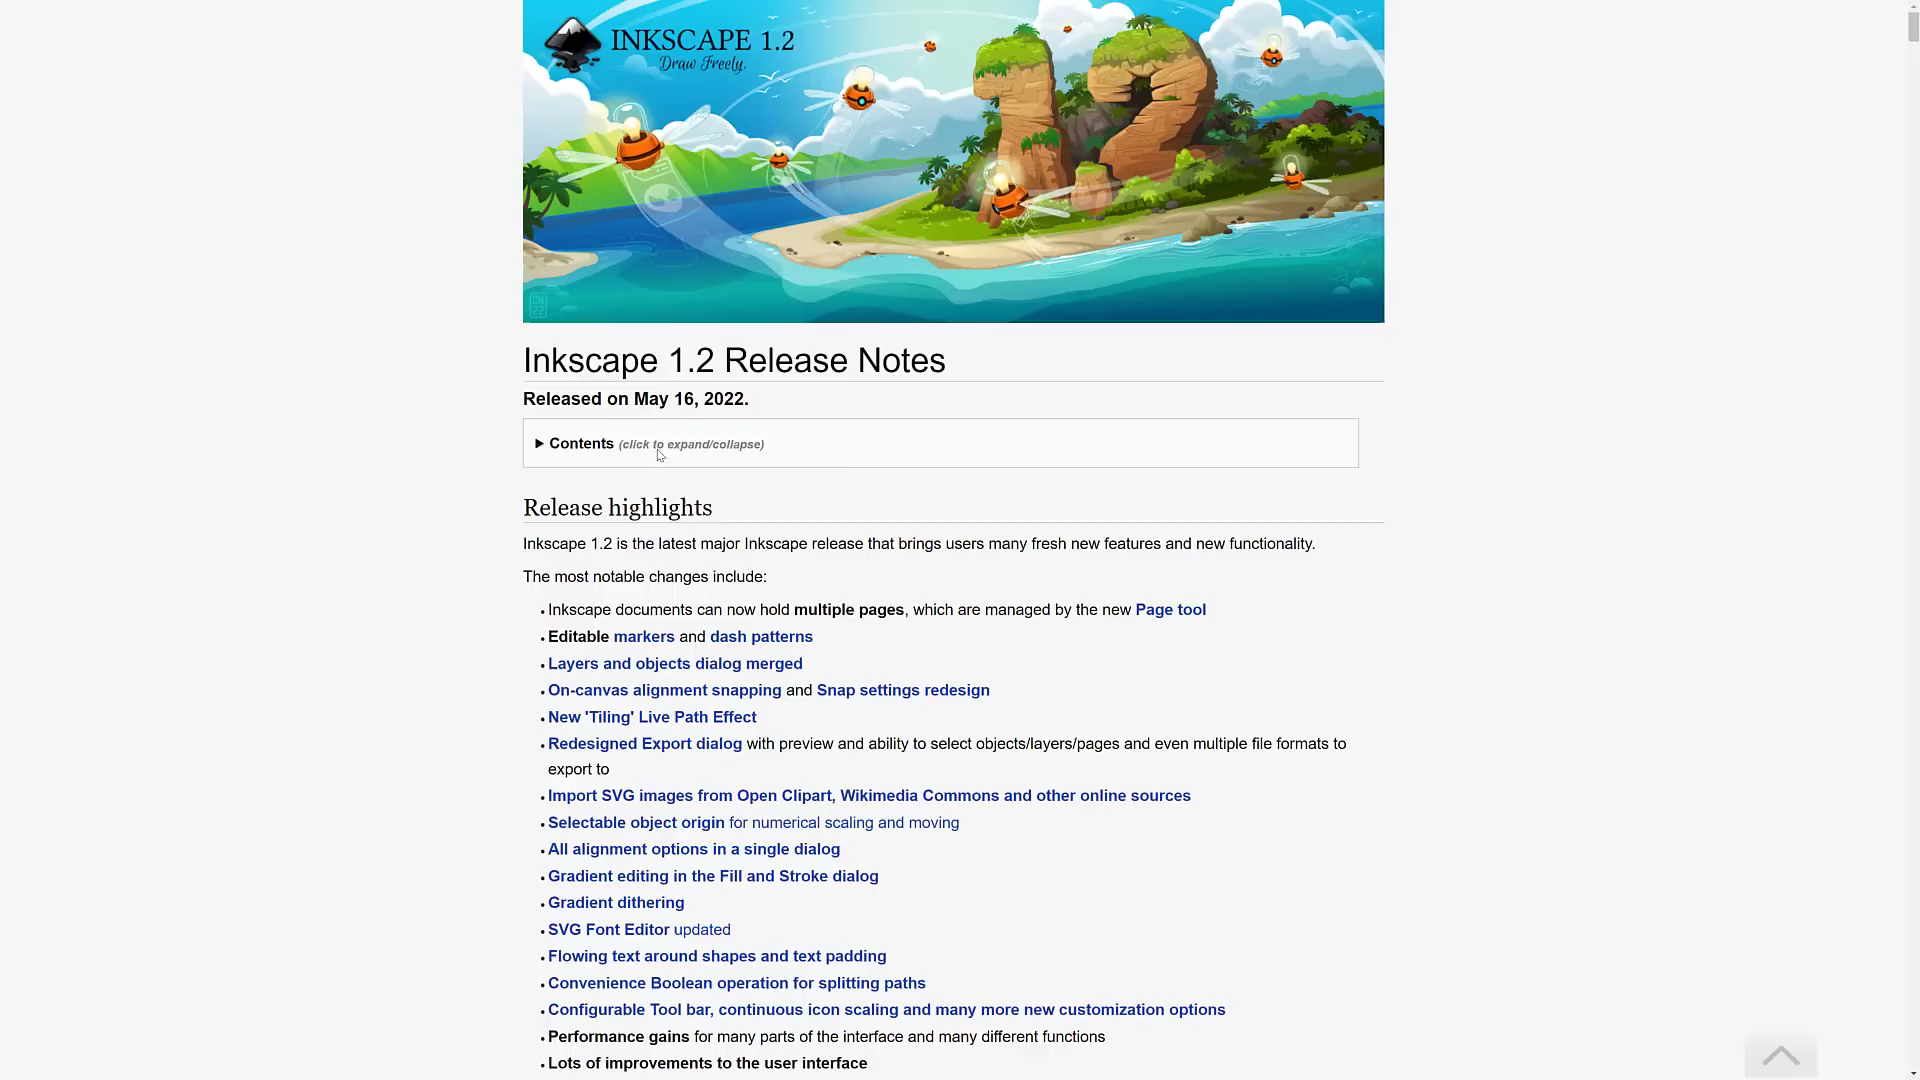 INKSCAPE 1.2
Draw Freely.
Inkscape 1.2 Release Notes
Released on May 16, 2022.
Contents (click to expand/collapse)
Release highlights
Inkscape 1.2 is the latest major Inkscape release that brings users many fresh new features and new functionality.
The most notable changes include:
Inkscape documents can now hold multiple pages, which are managed by the new Page tool
Editable markers and dash patterns
Layers and objects dialog merged
On-canvas alignment snapping and Snap settings redesign
New 'Tiling' Live Path Effect
Redesigned Export dialog with preview and ability to select objects/layers/pages and even multiple file formats to
export to
Import SVG images from Open Clipart, Wikimedia Commons and other online sources
Selectable object origin for numerical scaling and moving
All alignment options in a single dialog
Gradient editing in the Fill and Stroke dialog
Gradient dithering
SVG Font Editor updated
Flowing text around shapes and text padding
Convenience Boolean operation for splitting paths
Configurable Tool bar, continuous icon scaling and many more new customization options
Performance gains for many parts of the interface and many different functions
Lots of improvements to the user interface